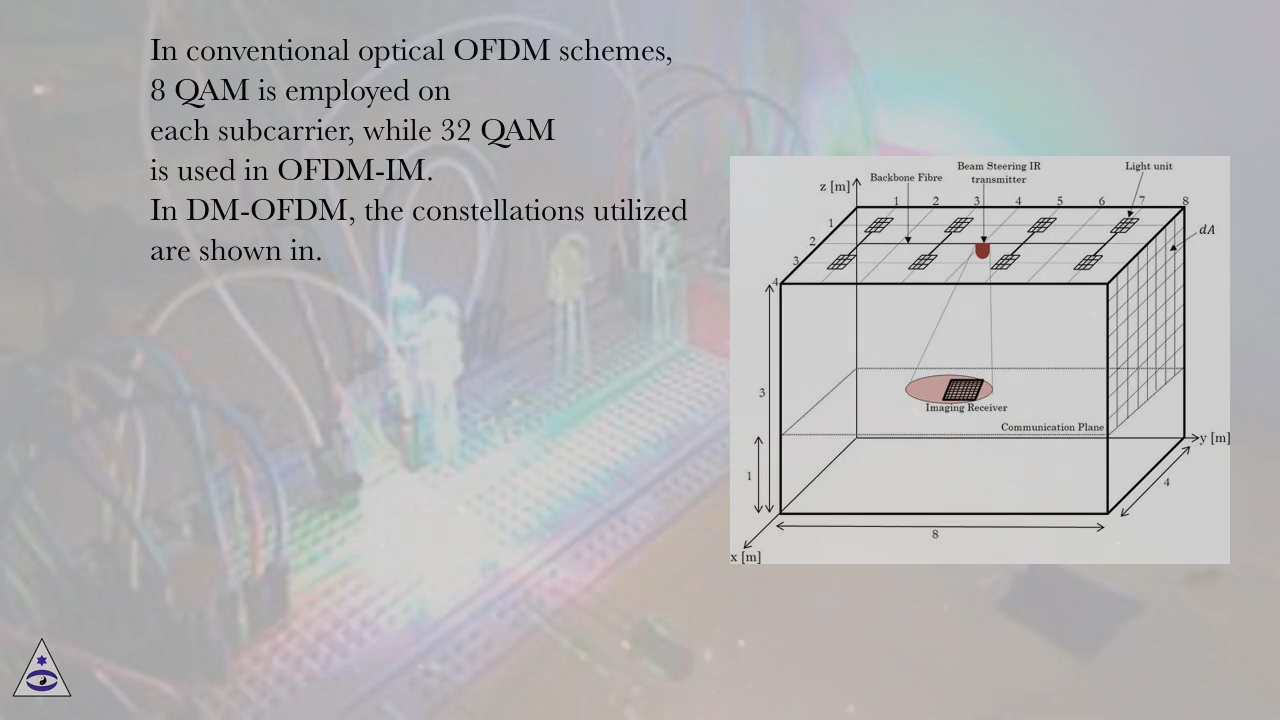 In conventional optical OFDM schemes,
8 QAM is employed on
each subcarrier, while 32 QAM
is used in OFDM-IM.
In DM-OFDM, the constellations utilized
are shown in.
Beam Steering IR
transmitter
Light unit
Backbone Fibre
z [m]
1 2 3 4 5 6 7 8
1
2
3
4
dA
3
Imaging Receiver
Communication Plane
y [m]
1
4
8
x [m]